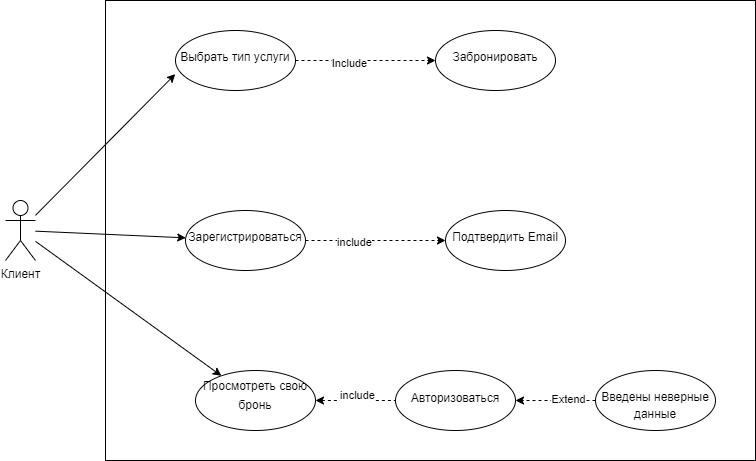 Выбрать тип услуги
Include
Забронировать
Зарегистрироваться
include
Подтвердить Email
Клиент
Просмотреть свою
бронь
include
Авторизоваться
Extend
Введены неверные
данные